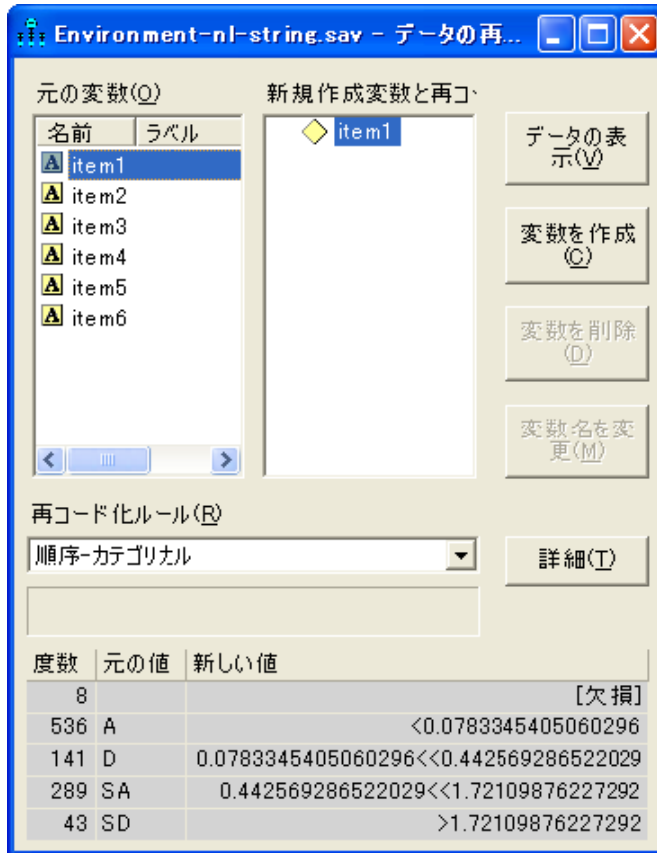 Environment-nl-string.sav - データの再...
元の変数(O)
新規作成変数と再コ
名前 ラベル
item1
item2
item3
item4
item5
item6
item1
データの表示(V)
変数を作成(C)
変数を削除(D)
変数名を変更(M)
再コード化ルール(R)
順序-カテゴリカル
詳細(T)
度数 元の値 新しい値
8 [欠損]
536 A <0.0783345405060296
141 D 0.0783345405060296<<0.442569286522029
289 SA 0.442569286522029<<1.72109876227292
43 SD >1.72109876227292